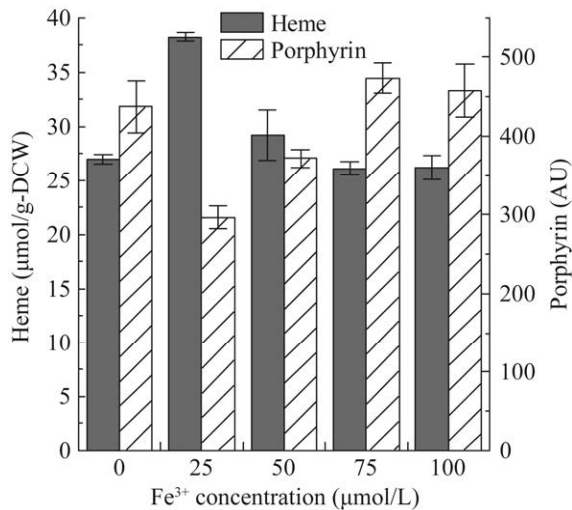 Heme
Porphyrin
40
35
30
25
20
15
10
5
0
Heme (μmol/g-DCW)
500
400
300
200
100
0
Porphyrin (AU)
0 25 50 75 100
Fe³⁺ concentration (μmol/L)